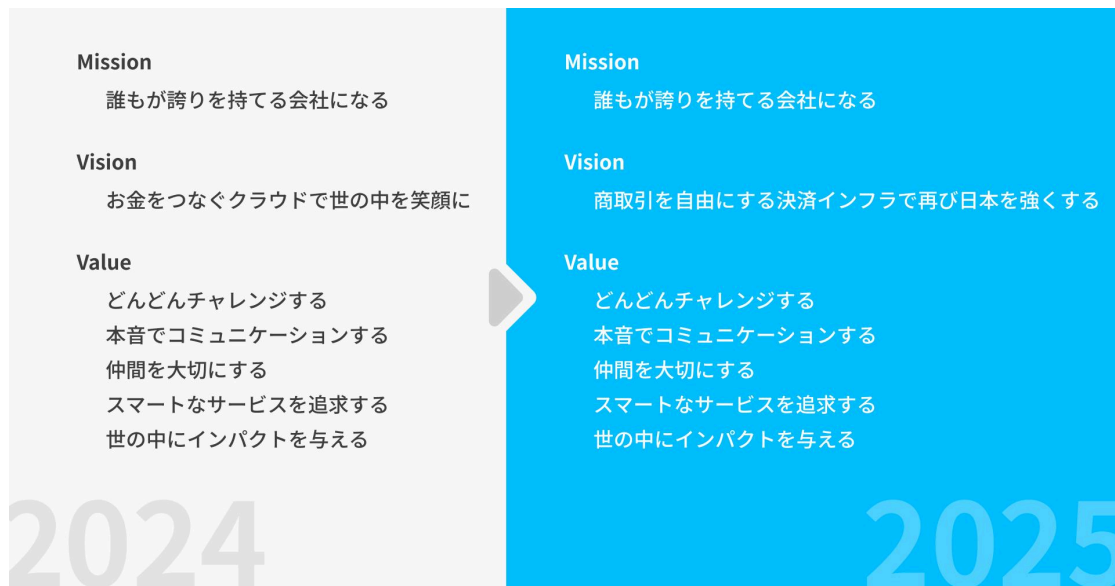 Mission
誰もが誇りを持てる会社になる
Vision
お金をつなぐクラウドで世の中を笑顔に
Value
どんどんチャレンジする
本音でコミュニケーションする
仲間を大切にする
スマートなサービスを追求する
世の中にインパクトを与える
2024
Mission
誰もが誇りを持てる会社になる
Vision
商取引を自由にする決済インフラで再び日本を強くする
Value
どんどんチャレンジする
本音でコミュニケーションする
仲間を大切にする
スマートなサービスを追求する
世の中にインパクトを与える
2025